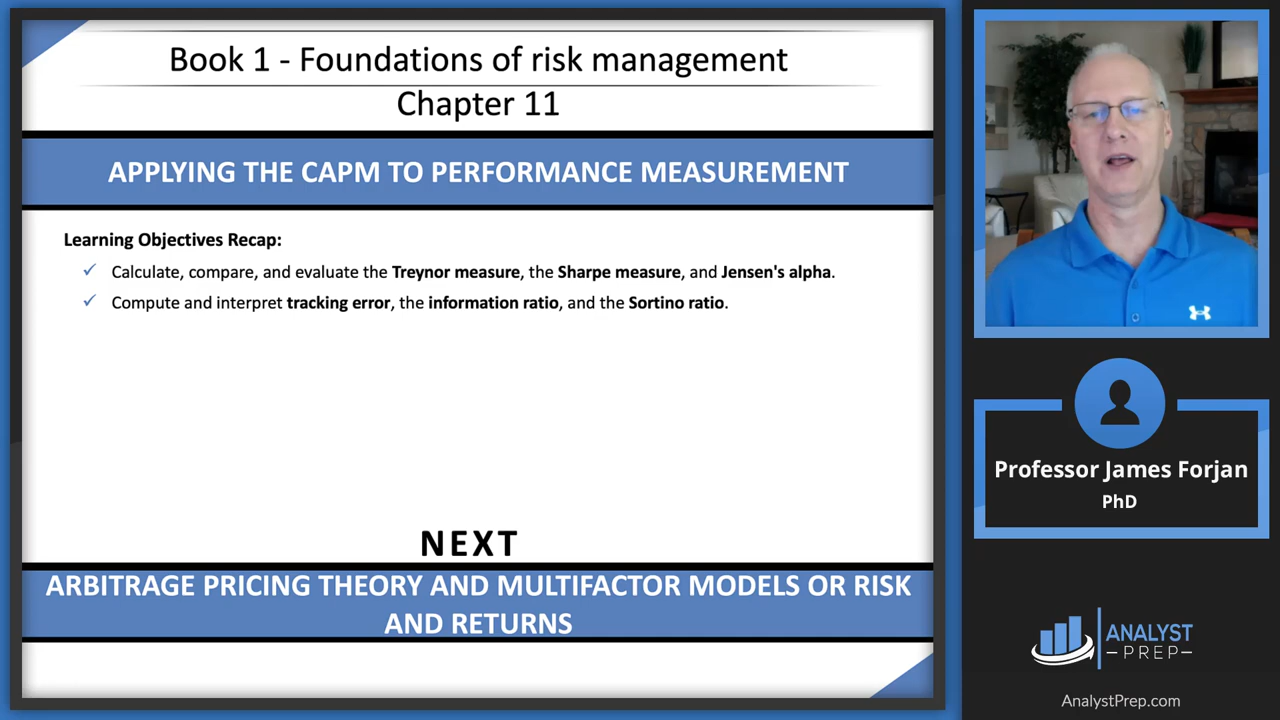 Book 1 - Foundations of risk management
Chapter 11
APPLYING THE CAPM TO PERFORMANCE MEASUREMENT
Learning Objectives Recap:
✓ Calculate, compare, and evaluate the Treynor measure, the Sharpe measure, and Jensen's alpha.
✓ Compute and interpret tracking error, the information ratio, and the Sortino ratio.
NEXT
ARBITRAGE PRICING THEORY AND MULTIFACTOR MODELS OR RISK
AND RETURNS
Professor James Forjan
PhD
ANALYST
–PREP–
AnalystPrep.com